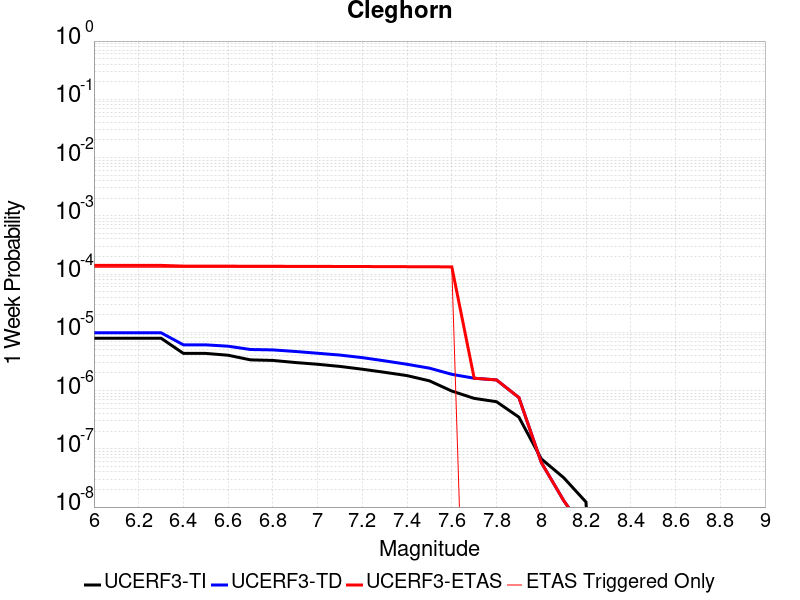 Cleghorn
1 Week Probability
10^0
10^-1
10^-2
10^-3
10^-4
10^-5
10^-6
10^-7
10^-8
6 6.2 6.4 6.6 6.8 7 7.2 7.4 7.6 7.8 8 8.2 8.4 8.6 8.8 9
Magnitude
UCERF3-TI UCERF3-TD UCERF3-ETAS ETAS Triggered Only